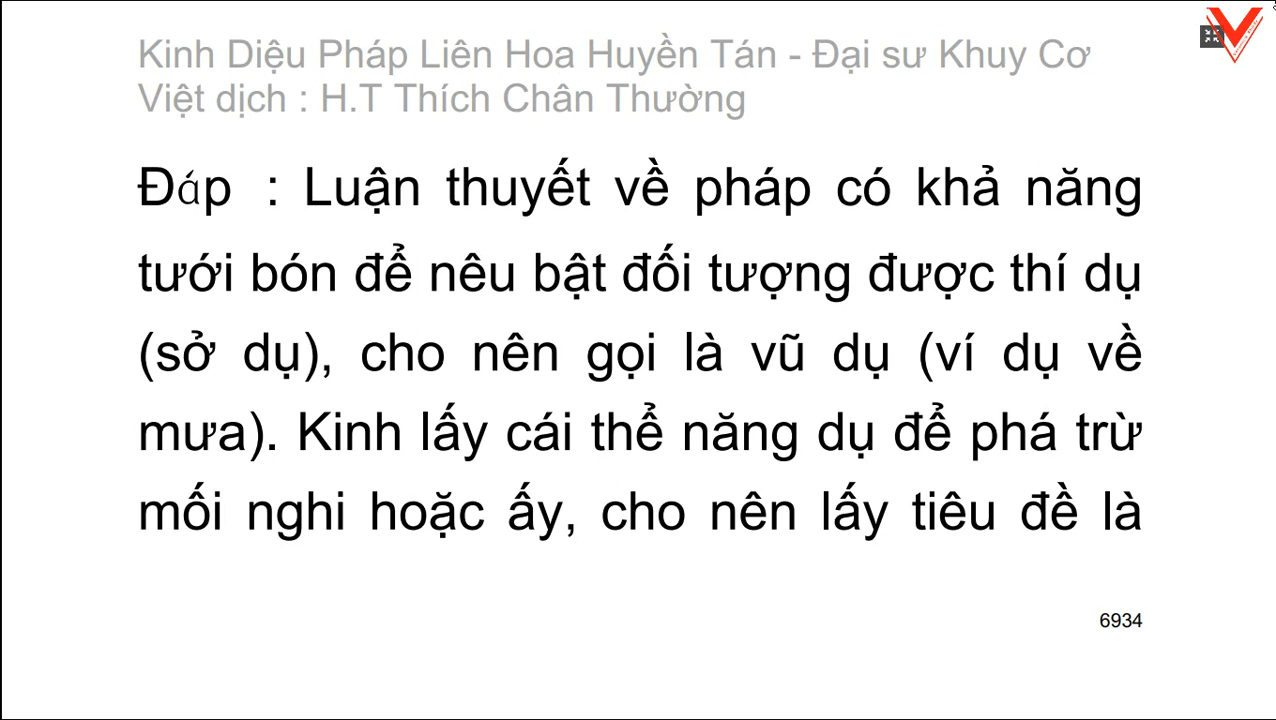 Kinh Diệu Pháp Liên Hoa Huyền Tán - Đại sư Khuy Cơ
Việt dịch : H.T Thích Chân Thường
Đáp : Luận thuyết về pháp có khả năng
tưới bón để nêu bật đối tượng được thí dụ
(sở dụ), cho nên gọi là vũ dụ (ví dụ về
mưa). Kinh lấy cái thể năng dụ để phá trừ
mối nghi hoặc ấy, cho nên lấy tiêu đề là
6934